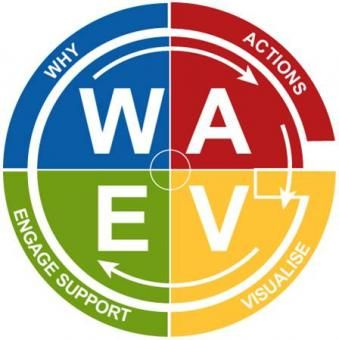 WHY
ACTIONS
W A
E V
ENGAGE SUPPORT
VISUALISE